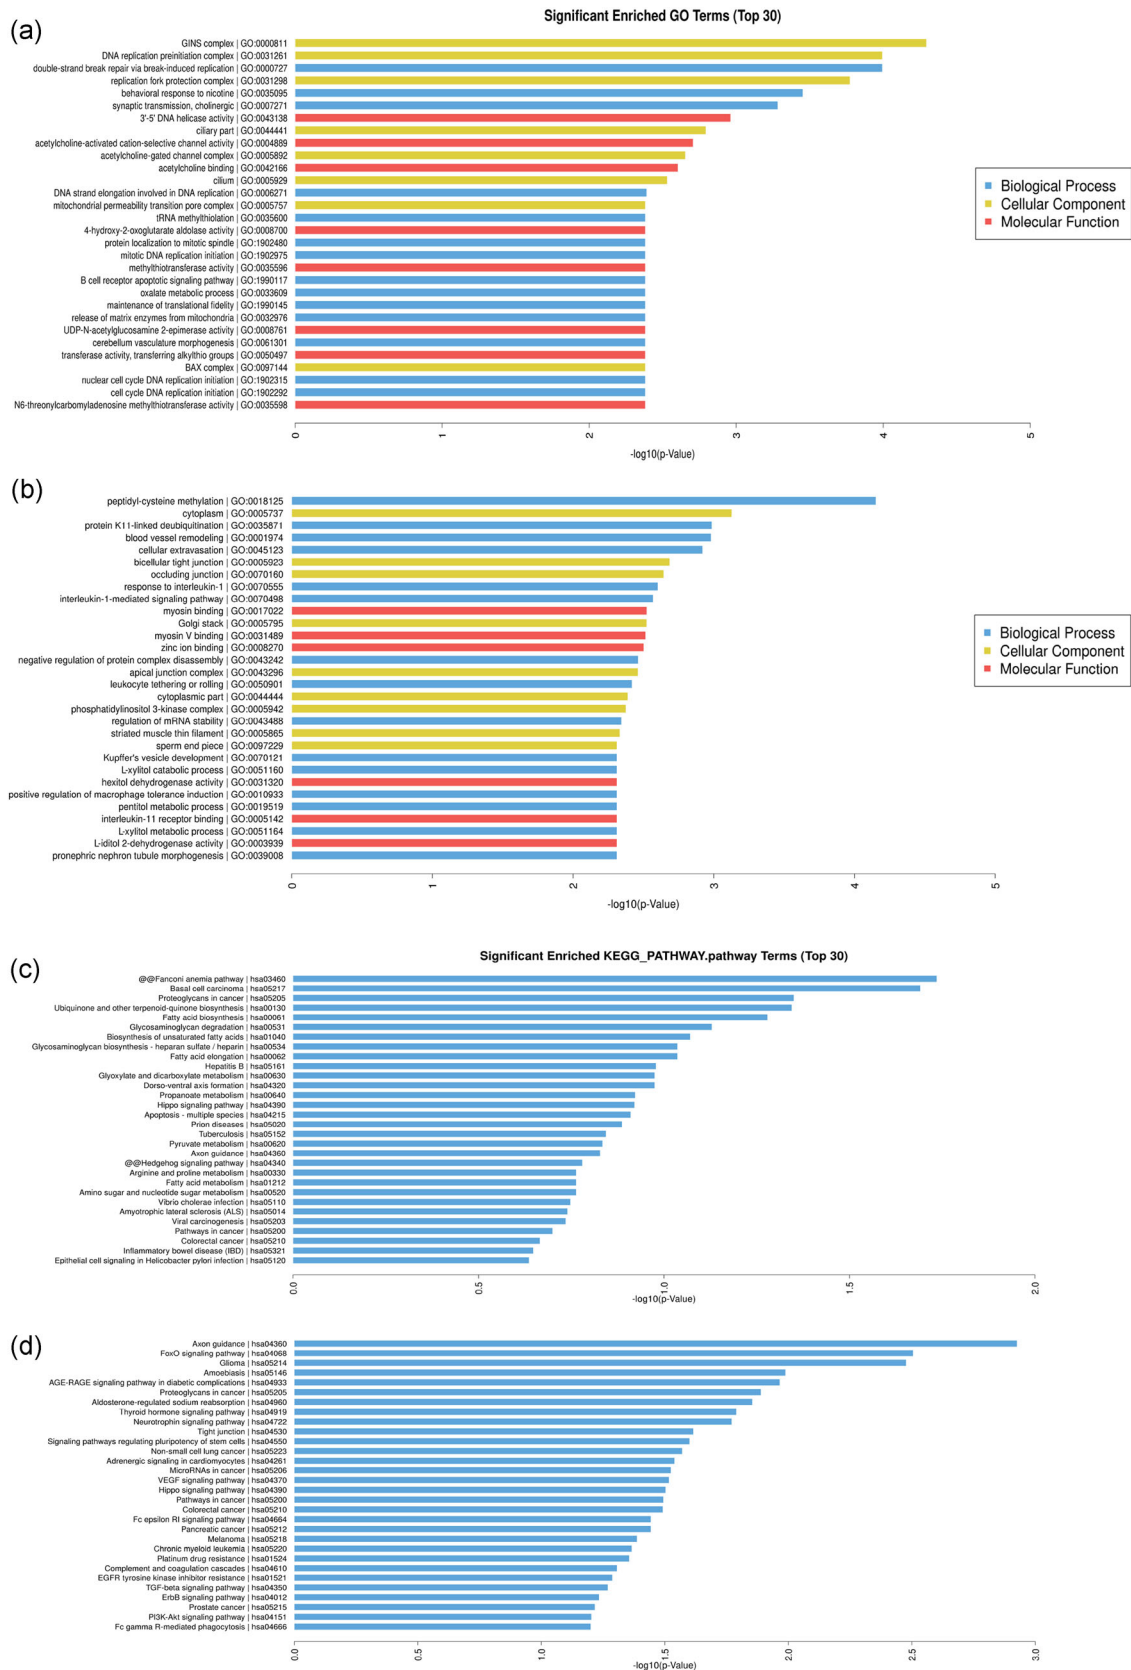 (a)
Significant Enriched GO Terms (Top 30)
GINS complex | GO:0000811
DNA replication preinitiation complex | GO:0031261
double-strand break repair via break-induced replication | GO:0000727
replication fork protection complex | GO:0031298
behavioral response to nicotine | GO:0035095
synaptic transmission, cholinergic | GO:0007271
3'-5' DNA helicase activity | GO:0043138
ciliary part | GO:0044441
acetylcholine-activated cation-selective channel activity | GO:0004889
acetylcholine-gated channel complex | GO:0005892
acetylcholine binding | GO:0042166
cilium | GO:0005929
DNA strand elongation involved in DNA replication | GO:0006271
mitochondrial permeability transition pore complex | GO:0005757
tRNA methylthiolation | GO:0035600
4-hydroxy-2-oxoglutarate aldolase activity | GO:0008700
protein localization to mitotic spindle | GO:1902480
mitotic DNA replication initiation | GO:1902975
methylthiotransferase activity | GO:0035596
B cell receptor apoptotic signaling pathway | GO:1990117
oxalate metabolic process | GO:0033609
maintenance of translational fidelity | GO:1990145
release of matrix enzymes from mitochondria | GO:0032976
UDP-N-acetylglucosamine 2-epimerase activity | GO:0008761
cerebellum vasculature morphogenesis | GO:0061301
transferase activity, transferring alkylthio groups | GO:0050497
BAX complex | GO:0097144
nuclear cell cycle DNA replication initiation | GO:1902315
cell cycle DNA replication initiation | GO:1902292
N6-threonylcarbomyladenosine methylthiotransferase activity | GO:0035598
0 1 2 3 4 5
-log10(p-Value)
Biological Process
Cellular Component
Molecular Function
(b)
peptidyl-cysteine methylation | GO:0018125
cytoplasm | GO:0005737
protein K11-linked deubiquitination | GO:0035871
blood vessel remodeling | GO:0001974
cellular extravasation | GO:0045123
bicellular tight junction | GO:0005923
occluding junction | GO:0070160
response to interleukin-1 | GO:0070555
interleukin-1-mediated signaling pathway | GO:0070498
myosin binding | GO:0017022
Golgi stack | GO:0005795
myosin V binding | GO:0031489
zinc ion binding | GO:0008270
negative regulation of protein complex disassembly | GO:0043242
apical junction complex | GO:0043296
leukocyte tethering or rolling | GO:0050901
cytoplasmic part | GO:0044444
phosphatidylinositol 3-kinase complex | GO:0005942
regulation of mRNA stability | GO:0043488
striated muscle thin filament | GO:0005865
sperm end piece | GO:0097229
Kupffer's vesicle development | GO:0070121
L-xylitol catabolic process | GO:0051160
hexitol dehydrogenase activity | GO:0031320
positive regulation of macrophage tolerance induction | GO:0010933
pentitol metabolic process | GO:0019519
interleukin-11 receptor binding | GO:0005142
L-xylitol metabolic process | GO:0051164
L-iditol 2-dehydrogenase activity | GO:0003939
pronephric nephron tubule morphogenesis | GO:0039008
0 1 2 3 4 5
-log10(p-Value)
Biological Process
Cellular Component
Molecular Function
(c)
Significant Enriched KEGG_PATHWAY.pathway Terms (Top 30)
@@Fanconi anemia pathway | hsa03460
Basal cell carcinoma | hsa05217
Proteoglycans in cancer | hsa05205
Ubiquinone and other terpenoid-quinone biosynthesis | hsa00130
Fatty acid biosynthesis | hsa00061
Glycosaminoglycan degradation | hsa00531
Biosynthesis of unsaturated fatty acids | hsa01040
Glycosaminoglycan biosynthesis - heparan sulfate / heparin | hsa00534
Fatty acid elongation | hsa00062
Hepatitis B | hsa05161
Glyoxylate and dicarboxylate metabolism | hsa00630
Dorso-ventral axis formation | hsa04320
Propanoate metabolism | hsa00640
Hippo signaling pathway | hsa04390
Apoptosis - multiple species | hsa04215
Prion diseases | hsa05020
Tuberculosis | hsa05152
Pyruvate metabolism | hsa00620
Axon guidance | hsa04360
@@Hedgehog signaling pathway | hsa04340
Arginine and proline metabolism | hsa00330
Fatty acid metabolism | hsa01212
Amino sugar and nucleotide sugar metabolism | hsa00520
Vibrio cholerae infection | hsa05110
Amyotrophic lateral sclerosis (ALS) | hsa05014
Viral carcinogenesis | hsa05203
Pathways in cancer | hsa05200
Colorectal cancer | hsa05210
Inflammatory bowel disease (IBD) | hsa05321
Epithelial cell signaling in Helicobacter pylori infection | hsa05120
0.0 0.5 1.0 1.5 2.0
-log10(p-Value)
(d)
Axon guidance | hsa04360
FoxO signaling pathway | hsa04068
Glioma | hsa05214
Amoebiasis | hsa05146
AGE-RAGE signaling pathway in diabetic complications | hsa04933
Proteoglycans in cancer | hsa05205
Aldosterone-regulated sodium reabsorption | hsa04960
Thyroid hormone signaling pathway | hsa04919
Neurotrophin signaling pathway | hsa04722
Tight junction | hsa04530
Signaling pathways regulating pluripotency of stem cells | hsa04550
Non-small cell lung cancer | hsa05223
Adrenergic signaling in cardiomyocytes | hsa04261
MicroRNAs in cancer | hsa05206
VEGF signaling pathway | hsa04370
Hippo signaling pathway | hsa04390
Pathways in cancer | hsa05200
Colorectal cancer | hsa05210
Fc epsilon RI signaling pathway | hsa04664
Pancreatic cancer | hsa05212
Melanoma | hsa05218
Chronic myeloid leukemia | hsa05220
Platinum drug resistance | hsa01524
Complement and coagulation cascades | hsa04610
EGFR tyrosine kinase inhibitor resistance | hsa01521
TGF-beta signaling pathway | hsa04350
ErbB signaling pathway | hsa04012
Prostate cancer | hsa05215
PI3K-Akt signaling pathway | hsa04151
Fc gamma R-mediated phagocytosis | hsa04666
0.0 0.5 1.0 1.5 2.0 2.5 3.0
-log10(p-Value)